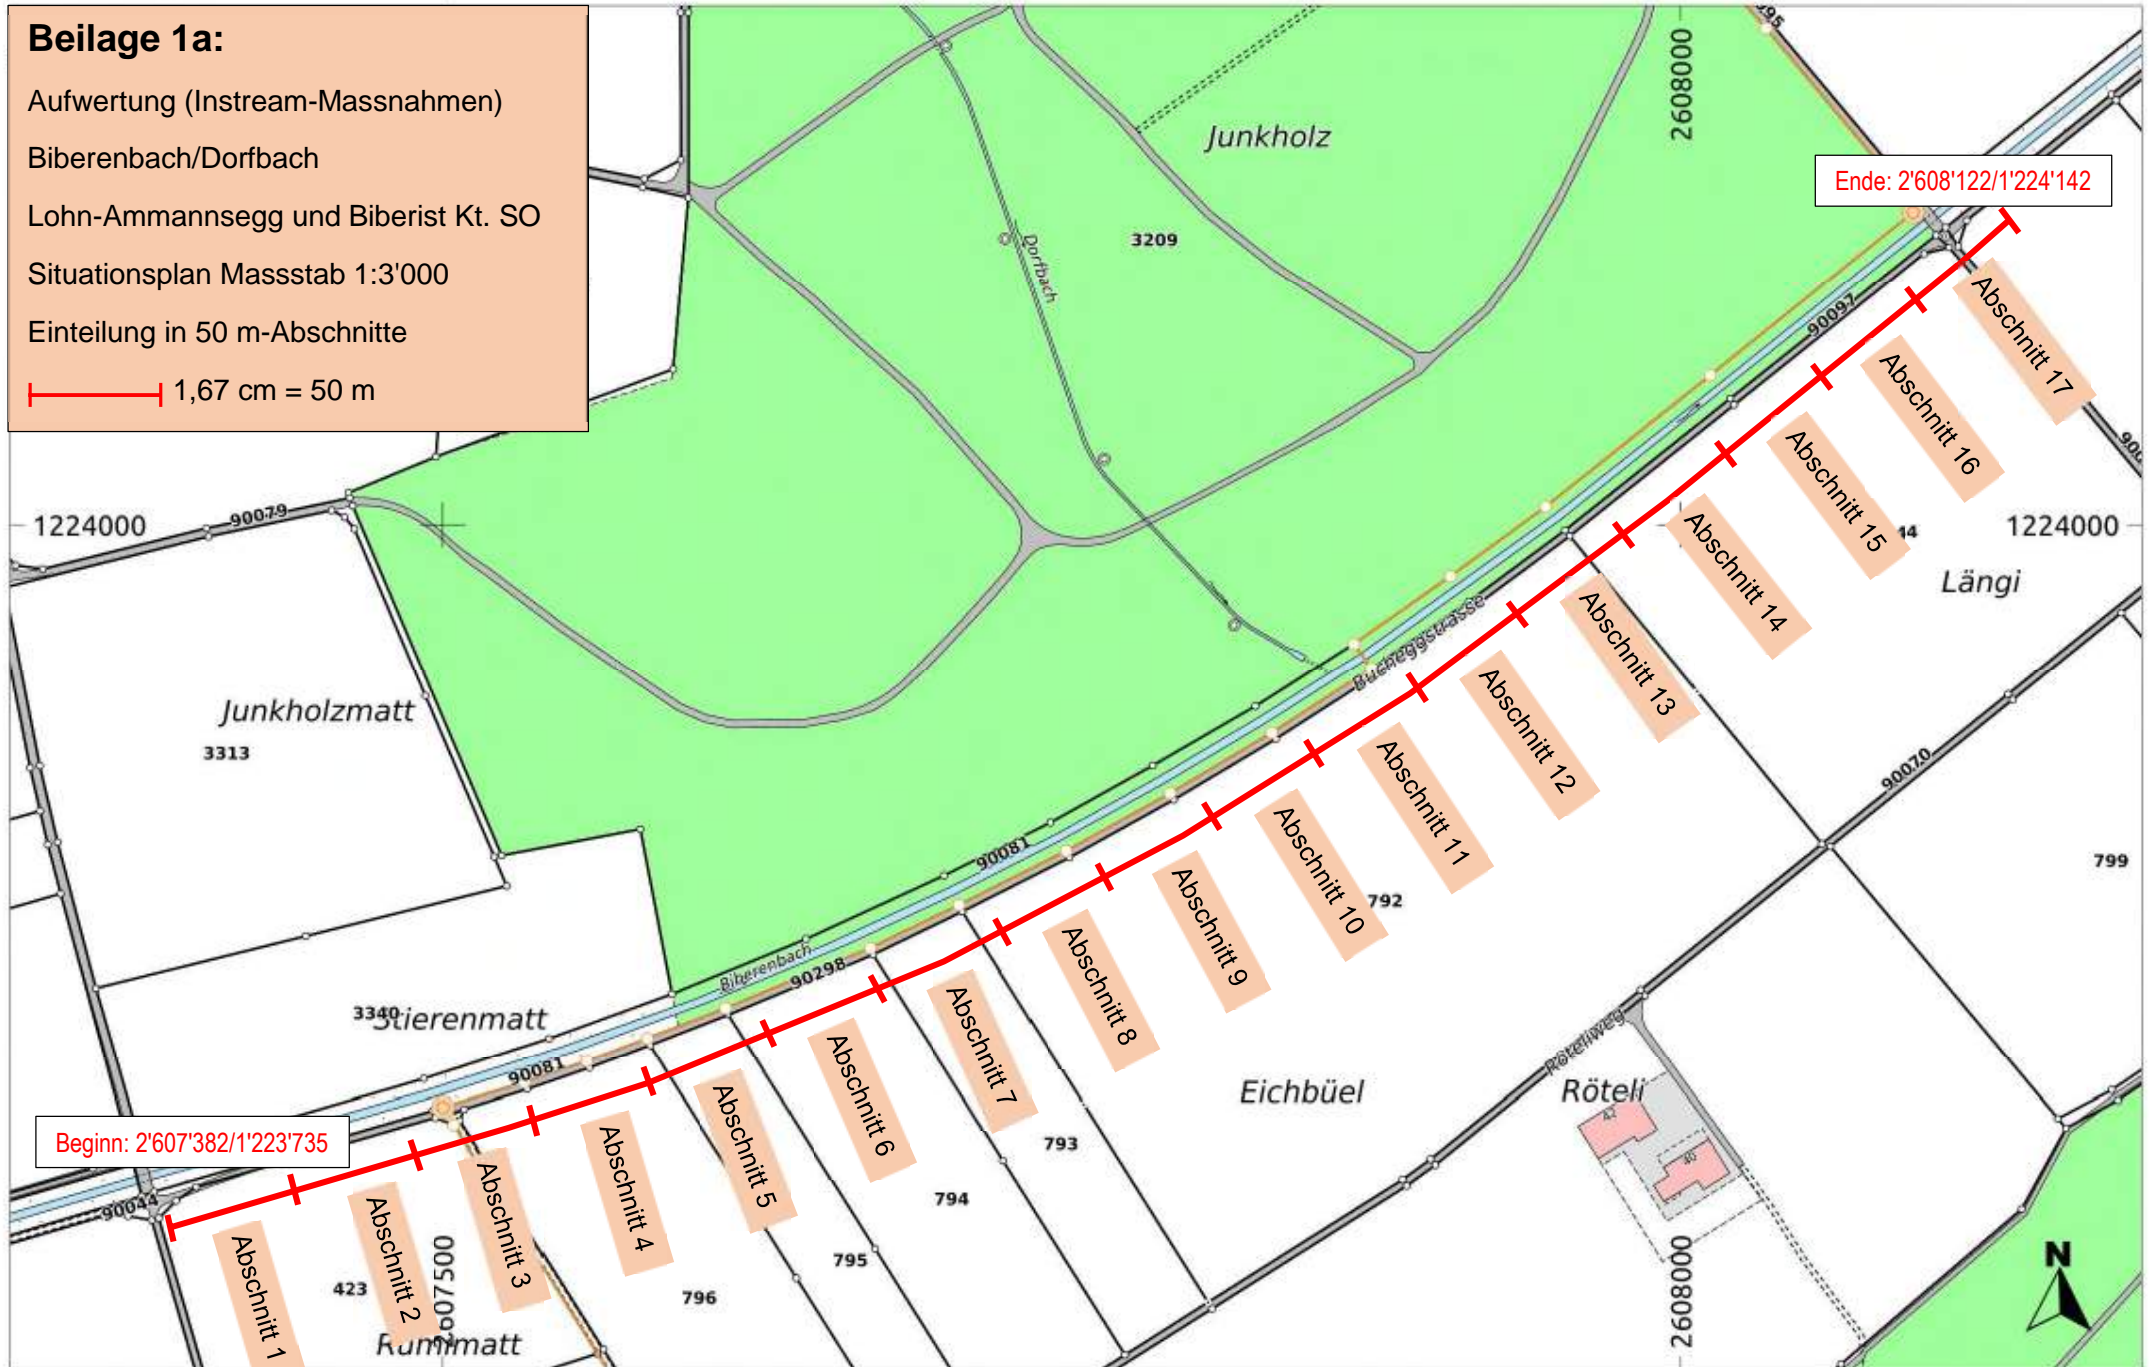 Beilage 1a:
Aufwertung (Instream-Massnahmen)
Biberenbach/Dorfbach
Lohn-Ammannsegg und Biberist Kt. SO
Situationsplan Massstab 1:3'000
Einteilung in 50 m-Abschnitte
1,67 cm = 50 m
2608000
Junkholz
3209
Dorfbach
Ende: 2'608'122/1'224'142
90097
1224000
90079
1224000
44
Längi
Junkholzmatt
3313
Bucheggstrasse
90070
799
90081
792
Biberenbach
90298
3340
Stierenmatt
90081
Eichbüel
Röteliweg
Röteli
42
40
793
794
795
796
Beginn: 2'607'382/1'223'735
9004
423
2607500
Rümmatt
2608000
N
Abschnitt 1
Abschnitt 2
Abschnitt 3
Abschnitt 4
Abschnitt 5
Abschnitt 6
Abschnitt 7
Abschnitt 8
Abschnitt 9
Abschnitt 10
Abschnitt 11
Abschnitt 12
Abschnitt 13
Abschnitt 14
Abschnitt 15
Abschnitt 16
Abschnitt 17